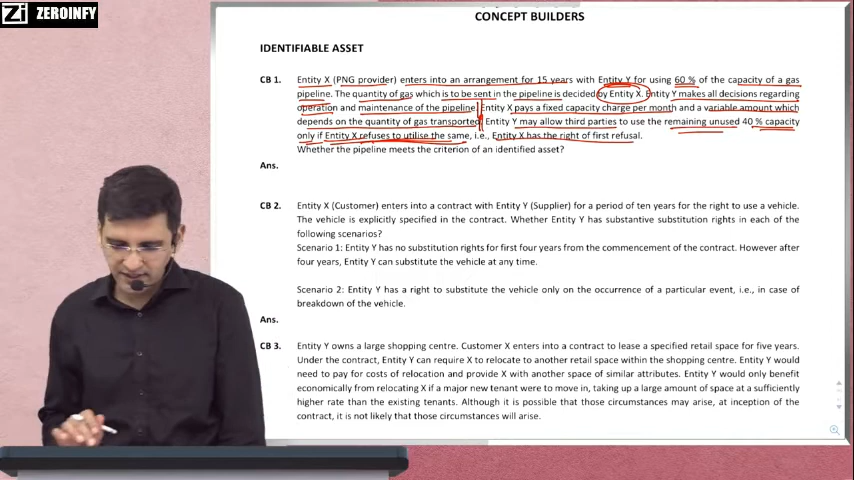 Zi ZEROINFY
CONCEPT BUILDERS
IDENTIFIABLE ASSET
CB 1. Entity X (PNG provider) enters into an arrangement for 15 years with Entity Y for using 60 % of the capacity of a gas
pipeline. The quantity of gas which is to be sent in the pipeline is decided by Entity X. Entity Y makes all decisions regarding
operation and maintenance of the pipeline. Entity X pays a fixed capacity charge per month and a variable amount which
depends on the quantity of gas transported. Entity Y may allow third parties to use the remaining unused 40 % capacity
only if Entity X refuses to utilise the same, i.e., Entity X has the right of first refusal.
Whether the pipeline meets the criterion of an identified asset?
Ans.
CB 2. Entity X (Customer) enters into a contract with Entity Y (Supplier) for a period of ten years for the right to use a vehicle.
The vehicle is explicitly specified in the contract. Whether Entity Y has substantive substitution rights in each of the
following scenarios?
Scenario 1: Entity Y has no substitution rights for first four years from the commencement of the contract. However after
four years, Entity Y can substitute the vehicle at any time.
Scenario 2: Entity Y has a right to substitute the vehicle only on the occurrence of a particular event, i.e., in case of
breakdown of the vehicle.
Ans.
CB 3. Entity Y owns a large shopping centre. Customer X enters into a contract to lease a specified retail space for five years.
Under the contract, Entity Y can require X to relocate to another retail space within the shopping centre. Entity Y would
need to pay for costs of relocation and provide X with another space of similar attributes. Entity Y would only benefit
economically from relocating X if a major new tenant were to move in, taking up a large amount of space at a sufficiently
higher rate than the existing tenants. Although it is possible that those circumstances may arise, at inception of the
contract, it is not likely that those circumstances will arise.